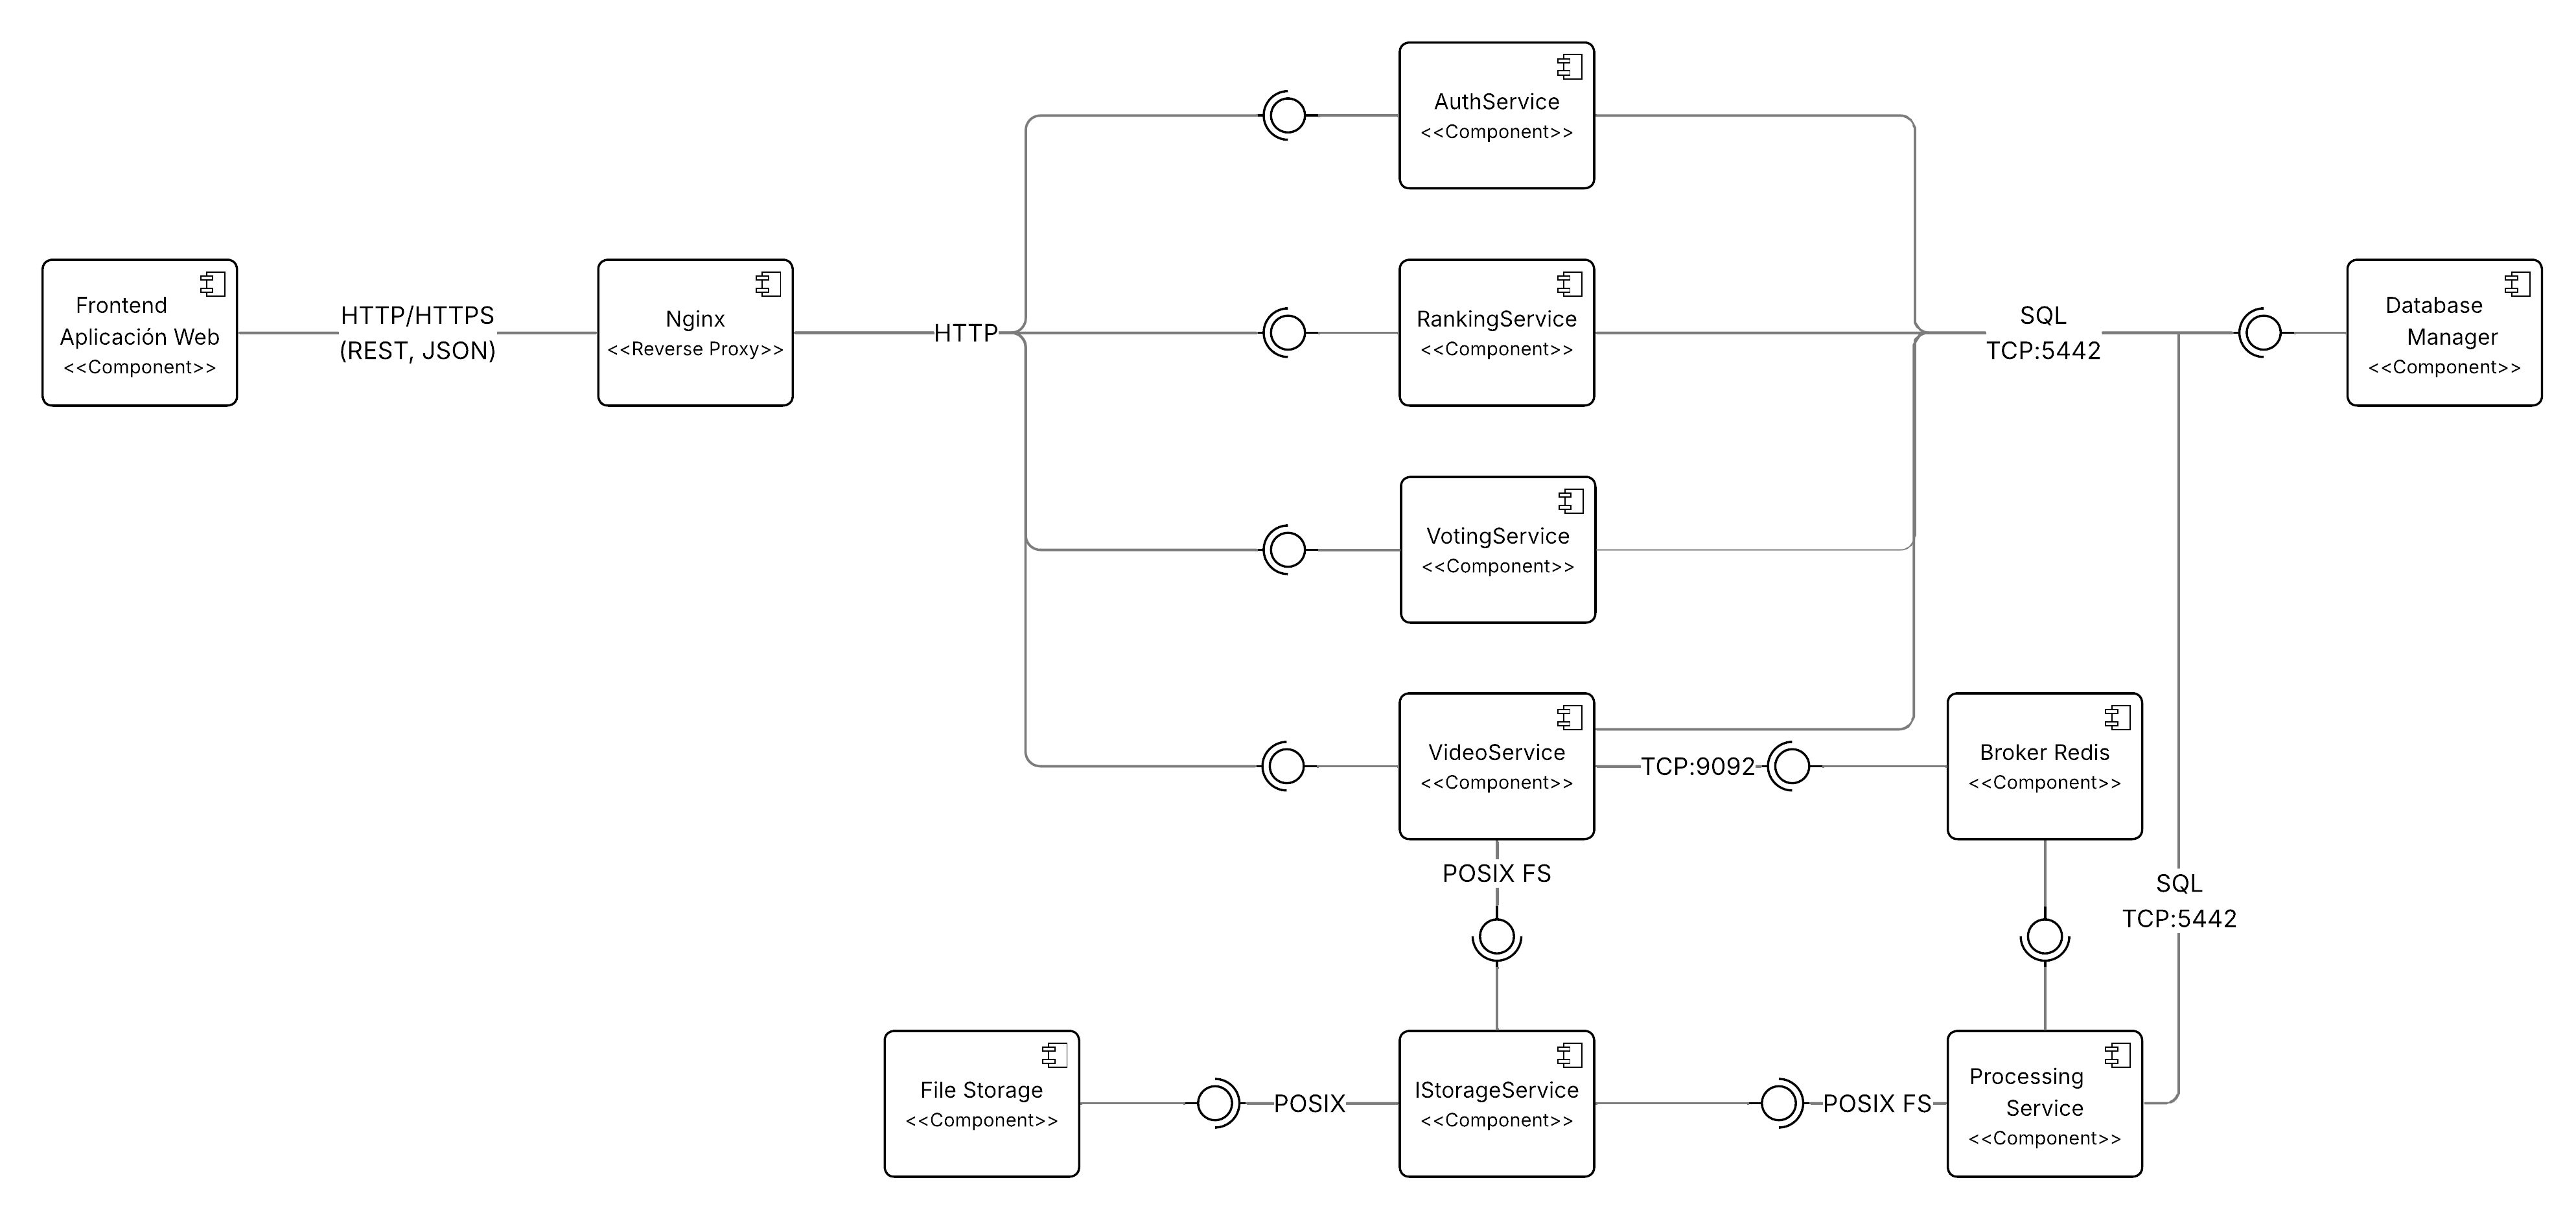 AuthService
<<Component>>
Frontend
Aplicación Web
<<Component>>
HTTP/HTTPS
(REST, JSON)
Nginx
<<Reverse Proxy>>
HTTP
RankingService
<<Component>>
SQL
TCP:5442
Database
Manager
<<Component>>
VotingService
<<Component>>
VideoService
<<Component>>
TCP:9092
Broker Redis
<<Component>>
POSIX FS
SQL
TCP:5442
File Storage
<<Component>>
POSIX
IStorageService
<<Component>>
POSIX FS
Processing
Service
<<Component>>